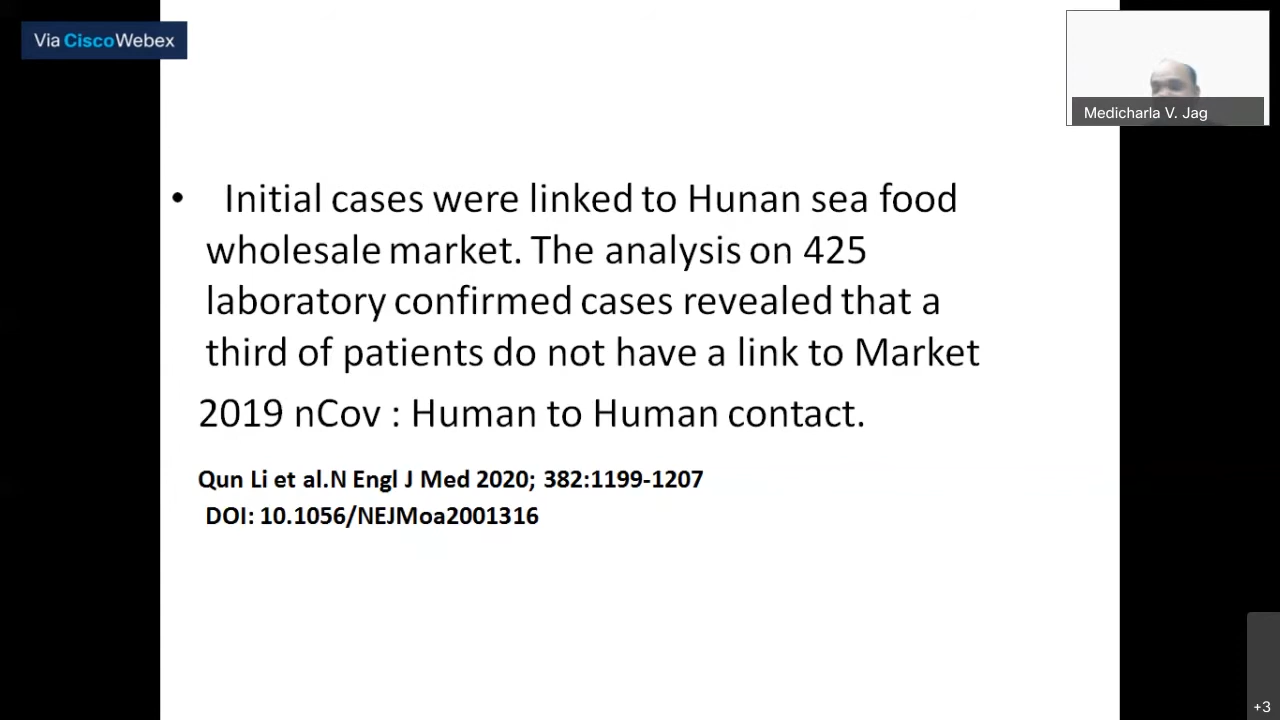 Via CiscoWebex
Medicharla V. Jag
• Initial cases were linked to Hunan sea food
wholesale market. The analysis on 425
laboratory confirmed cases revealed that a
third of patients do not have a link to Market
2019 nCov : Human to Human contact.
Qun Li et al.N Engl J Med 2020; 382:1199-1207
DOI: 10.1056/NEJMoa2001316
+3